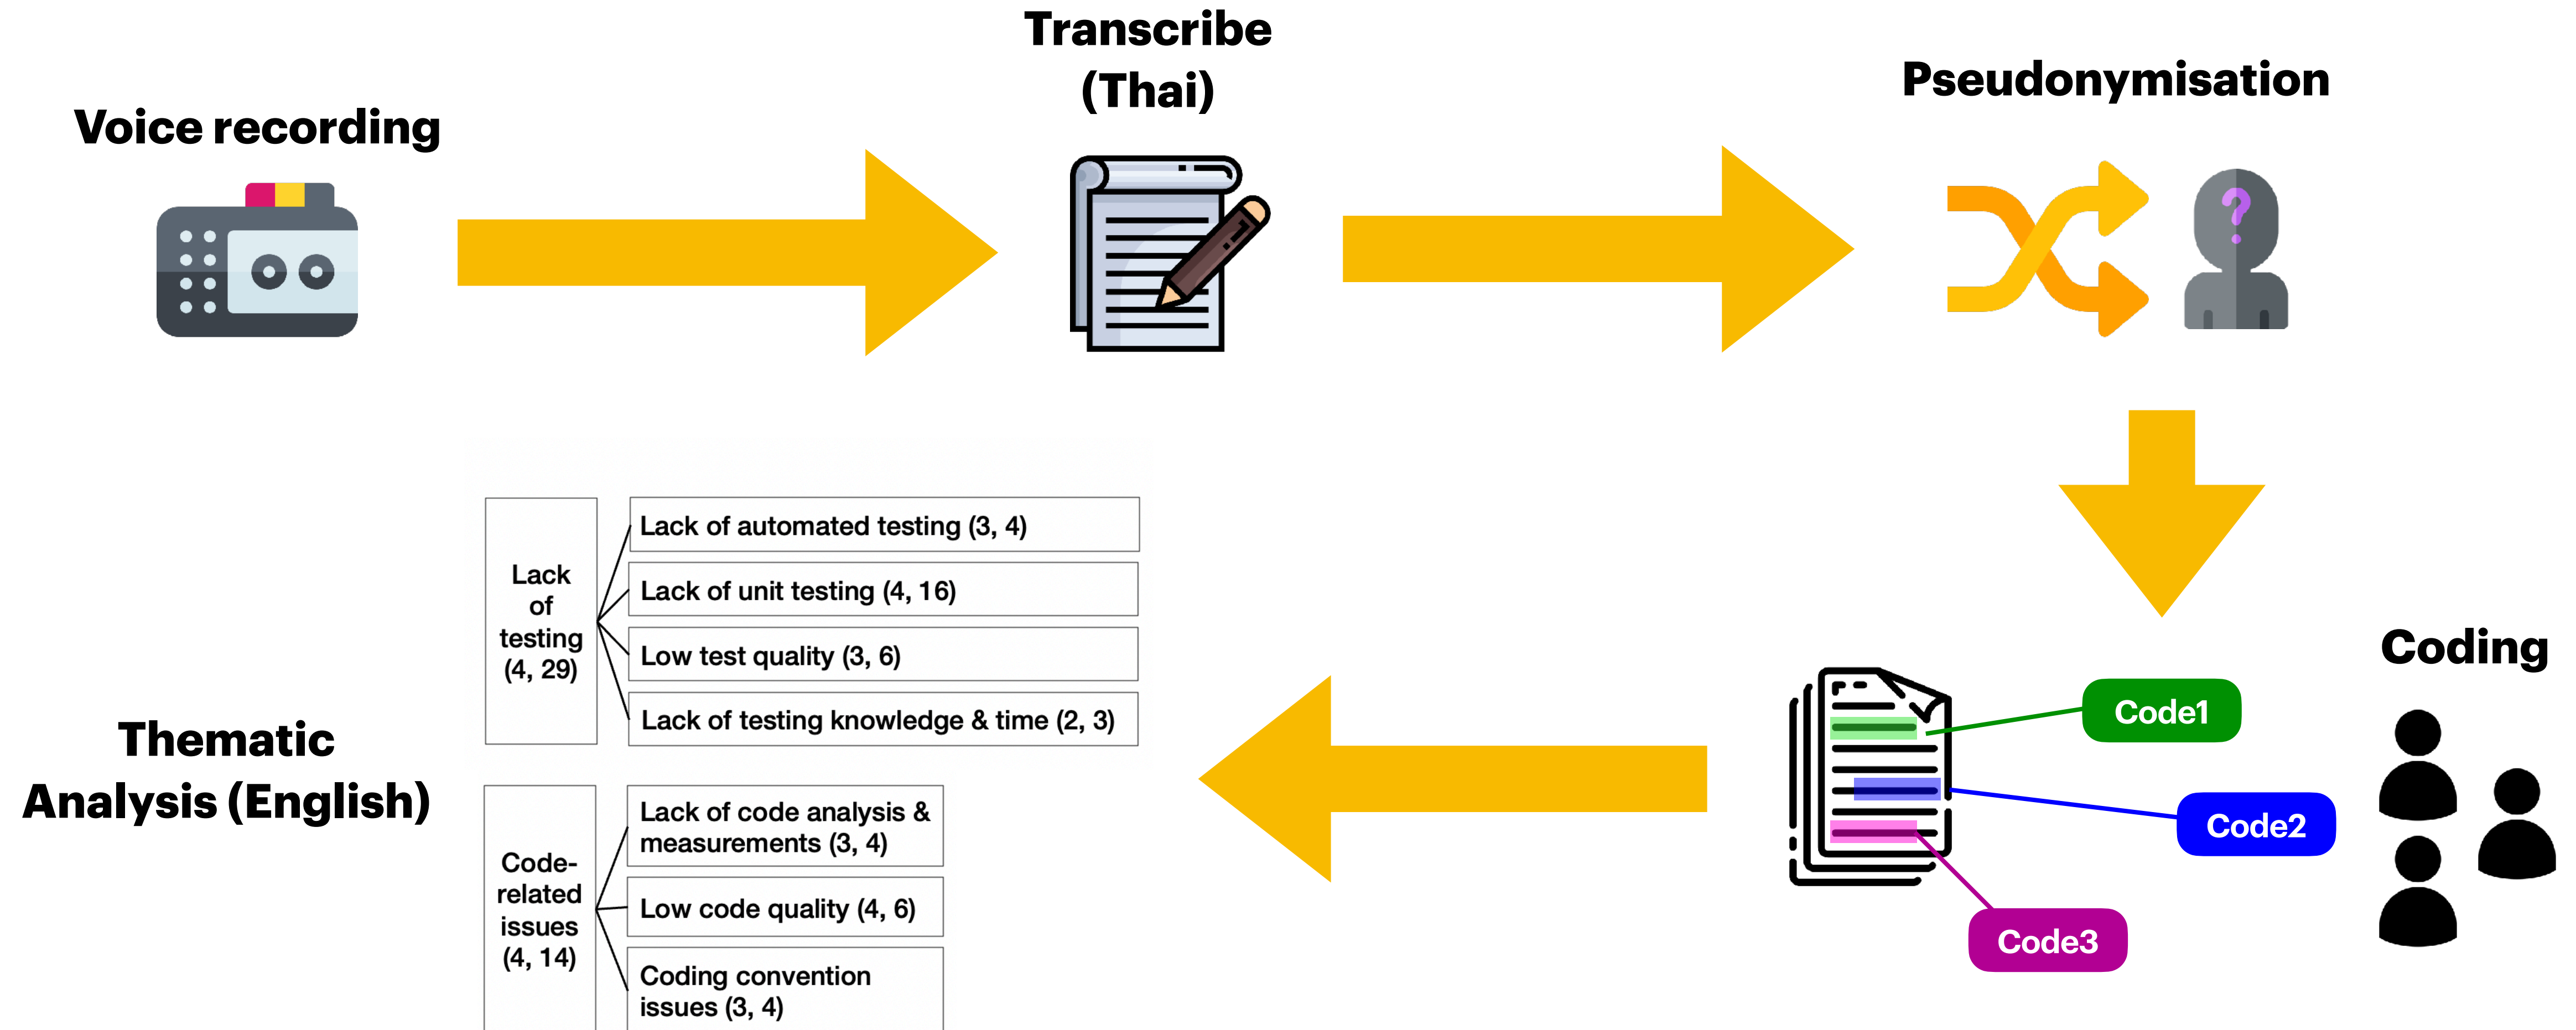 Voice recording
Transcribe
(Thai)
Pseudonymisation
Coding
Code1
Code2
Code3
Thematic
Analysis (English)
Lack
of
testing
(4, 29)
Lack of automated testing (3, 4)
Lack of unit testing (4, 16)
Low test quality (3, 6)
Lack of testing knowledge & time (2, 3)
Code-
related
issues
(4, 14)
Lack of code analysis &
measurements (3, 4)
Low code quality (4, 6)
Coding convention
issues (3, 4)